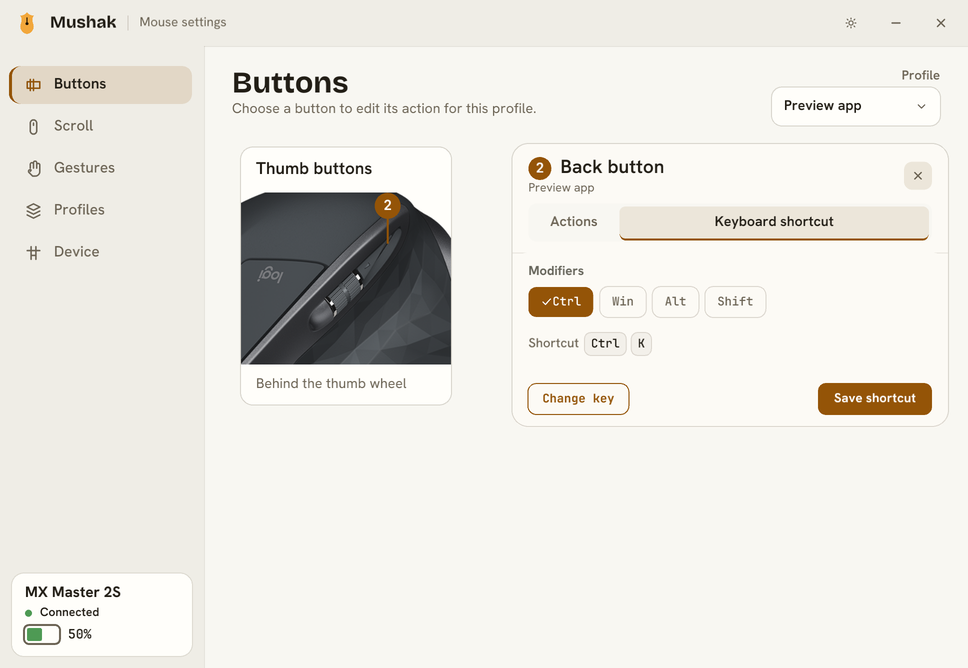 Mushak
Mouse settings
Buttons
Scroll
Gestures
Profiles
Device
MX Master 2S
Connected
50%
Buttons
Choose a button to edit its action for this profile.
Profile
Preview app
Thumb buttons
2
logi
Behind the thumb wheel
2 Back button
Preview app
Actions Keyboard shortcut
Modifiers
✓Ctrl Win Alt Shift
Shortcut Ctrl K
Change key Save shortcut